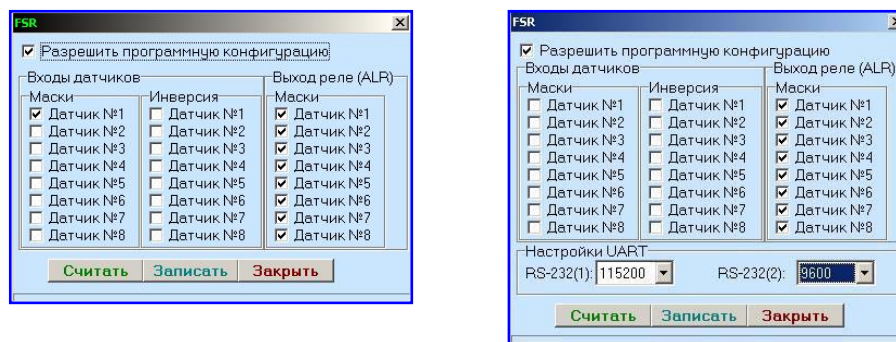 FSR
Разрешить программную конфигурацию
Входы датчиков Выход реле (ALR)
Маски Инверсия Маски
Датчик №1 Датчик №1 Датчик №1
Датчик №2 Датчик №2 Датчик №2
Датчик №3 Датчик №3 Датчик №3
Датчик №4 Датчик №4 Датчик №4
Датчик №5 Датчик №5 Датчик №5
Датчик №6 Датчик №6 Датчик №6
Датчик №7 Датчик №7 Датчик №7
Датчик №8 Датчик №8 Датчик №8
Считать Записать Закрыть
FSR
Разрешить программную конфигурацию
Входы датчиков Выход реле (ALR)
Маски Инверсия Маски
Датчик №1 Датчик №1 Датчик №1
Датчик №2 Датчик №2 Датчик №2
Датчик №3 Датчик №3 Датчик №3
Датчик №4 Датчик №4 Датчик №4
Датчик №5 Датчик №5 Датчик №5
Датчик №6 Датчик №6 Датчик №6
Датчик №7 Датчик №7 Датчик №7
Датчик №8 Датчик №8 Датчик №8
Настройки UART
RS-232(1): 115200 RS-232(2): 9600
Считать Записать Закрыть